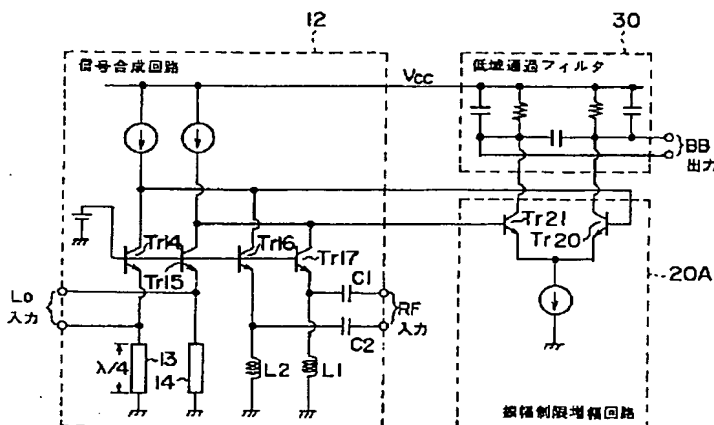 12
30
信号合成回路
VCC
低域通過フィルタ
BB
出力
Tr14
Tr15
Tr16
Tr17
Tr21
Tr20
20A
C1
C2
RF
入力
Lo
入力
λ/4
13
14
L2
L1
振幅制限増幅回路